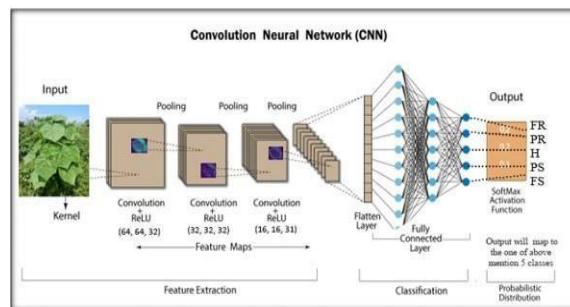 Convolution Neural Network (CNN)
Input
Pooling
Pooling
Pooling
Output
FR
PR
H
PS
FS
Kernel
Convolution
+
ReLU
(64, 64, 32)
Convolution
+
ReLU
(32, 32, 32)
Convolution
+
ReLU
(16, 16, 31)
Flatten
Layer
Fully
Connected
Layer
SoftMax
Activation
Function
Feature Maps
Output will map to
the one of above
mention 5 classes
Feature Extraction
Classification
Probabilistic
Distribution